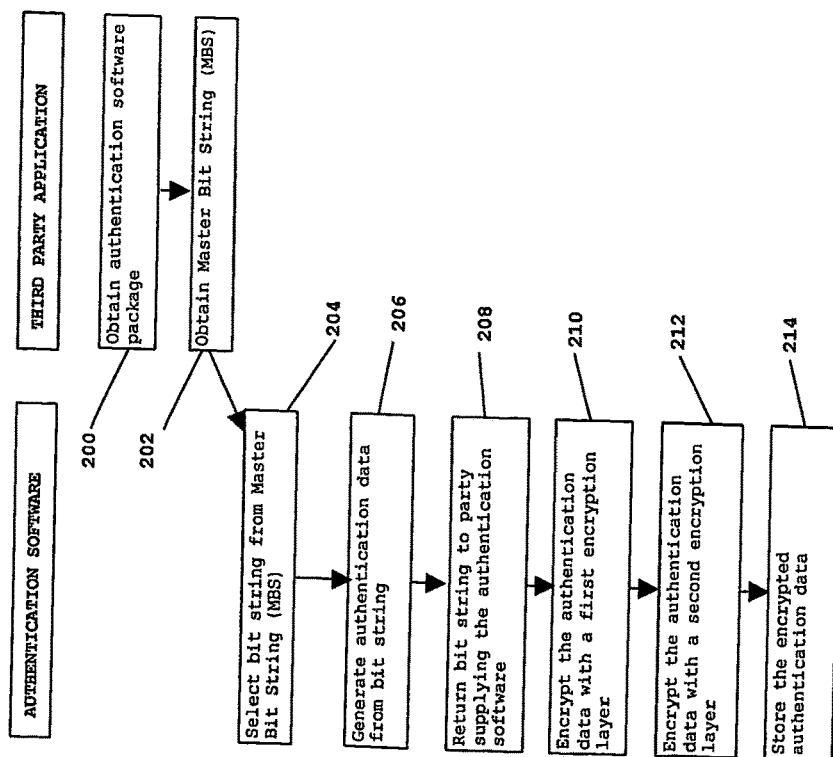 AUTHENTICATION SOFTWARE
THIRD PARTY APPLICATION
200
Obtain authentication software
package
202
Obtain Master Bit String (MBS)
Select bit string from Master
Bit String (MBS)
204
Generate authentication data
from bit string
206
Return bit string to party
supplying the authentication
software
208
Encrypt the authentication
data with a first encryption
layer
210
Encrypt the authentication
data with a second encryption
layer
212
Store the encrypted
authentication data
214